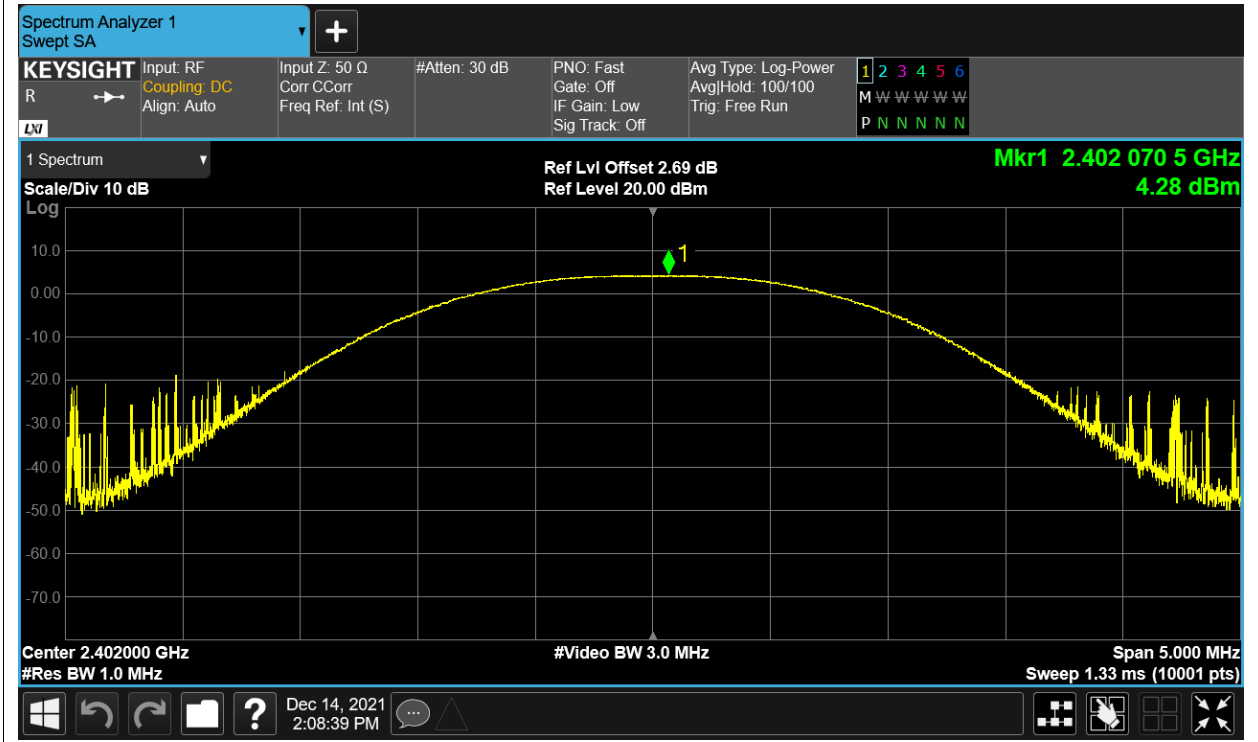 Spectrum Analyzer 1
Swept SA
+
KEYSIGHT
R
LXI
Input: RF
Coupling: DC
Align: Auto
Input Z: 50 Ω
Corr CCorr
Freq Ref: Int (S)
#Atten: 30 dB
PNO: Fast
Gate: Off
IF Gain: Low
Sig Track: Off
Avg Type: Log-Power
Avg|Hold: 100/100
Trig: Free Run
1 2 3 4 5 6
M W W W W W
P N N N N N
1 Spectrum
Scale/Div 10 dB
Log
Ref Lvl Offset 2.69 dB
Ref Level 20.00 dBm
Mkr1 2.402 070 5 GHz
4.28 dBm
1
10.0
0.00
-10.0
-20.0
-30.0
-40.0
-50.0
-60.0
-70.0
Center 2.402000 GHz
#Video BW 3.0 MHz
Span 5.000 MHz
#Res BW 1.0 MHz
Sweep 1.33 ms (10001 pts)
?
Dec 14, 2021
2:08:39 PM